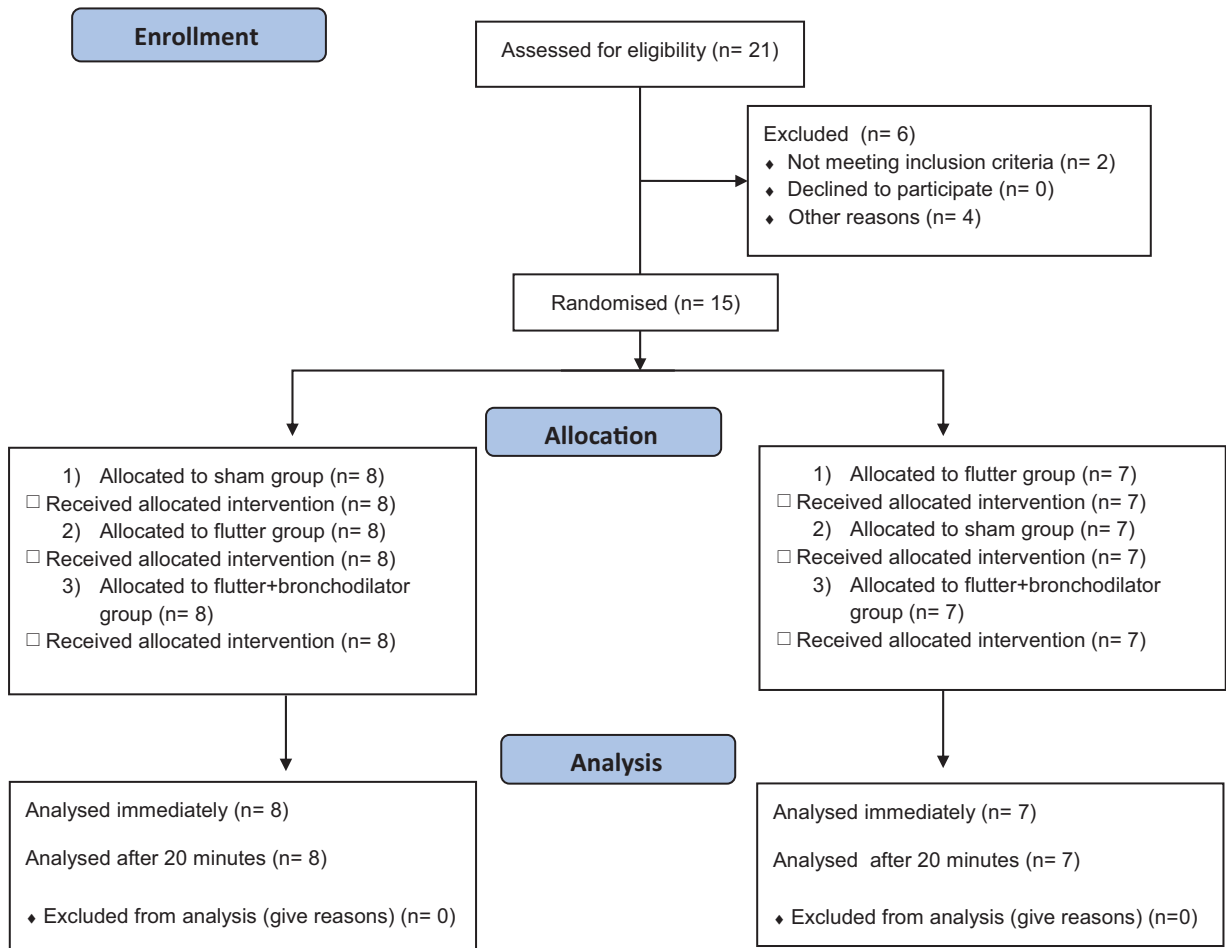 Enrollment
Assessed for eligibility (n= 21)
Excluded (n= 6)
♦ Not meeting inclusion criteria (n= 2)
♦ Declined to participate (n= 0)
♦ Other reasons (n= 4)
Randomised (n= 15)
Allocation
1) Allocated to sham group (n= 8)
□ Received allocated intervention (n= 8)
2) Allocated to flutter group (n= 8)
□ Received allocated intervention (n= 8)
3) Allocated to flutter+bronchodilator
group (n= 8)
□ Received allocated intervention (n= 8)
1) Allocated to flutter group (n= 7)
□ Received allocated intervention (n= 7)
2) Allocated to sham group (n= 7)
□ Received allocated intervention (n= 7)
3) Allocated to flutter+bronchodilator
group (n= 7)
□ Received allocated intervention (n= 7)
Analysis
Analysed immediately (n= 8)
Analysed after 20 minutes (n= 8)
♦ Excluded from analysis (give reasons) (n= 0)
Analysed immediately (n= 7)
Analysed after 20 minutes (n= 7)
♦ Excluded from analysis (give reasons) (n=0)